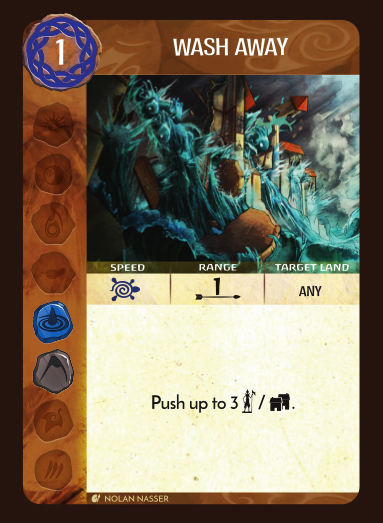 1
WASH AWAY
SPEED RANGE TARGET LAND
1 ANY
Push up to 3 / .
NOLAN NASSER